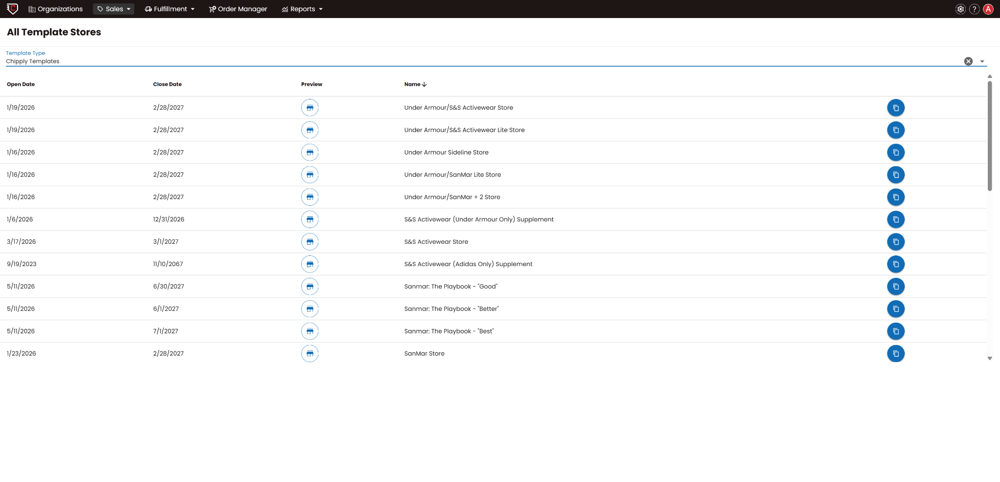 Organizations Sales Fulfillment Order Manager Reports ? A
All Template Stores
Template Type
Chipply Templates
Open Date Close Date Preview Name
1/19/2026 2/28/2027 Under Armour/S&S Activewear Store
1/19/2026 2/28/2027 Under Armour/S&S Activewear Lite Store
1/16/2026 2/28/2027 Under Armour Sideline Store
1/16/2026 2/28/2027 Under Armour/SanMar Lite Store
1/16/2026 2/28/2027 Under Armour/SanMar + 2 Store
1/6/2026 12/31/2026 S&S Activewear (Under Armour Only) Supplement
3/17/2026 3/1/2027 S&S Activewear Store
9/19/2023 11/10/2067 S&S Activewear (Adidas Only) Supplement
5/11/2026 6/30/2027 Sanmar: The Playbook - "Good"
5/11/2026 6/1/2027 Sanmar: The Playbook - "Better"
5/11/2026 7/1/2027 Sanmar: The Playbook - "Best"
1/23/2026 2/28/2027 SanMar Store